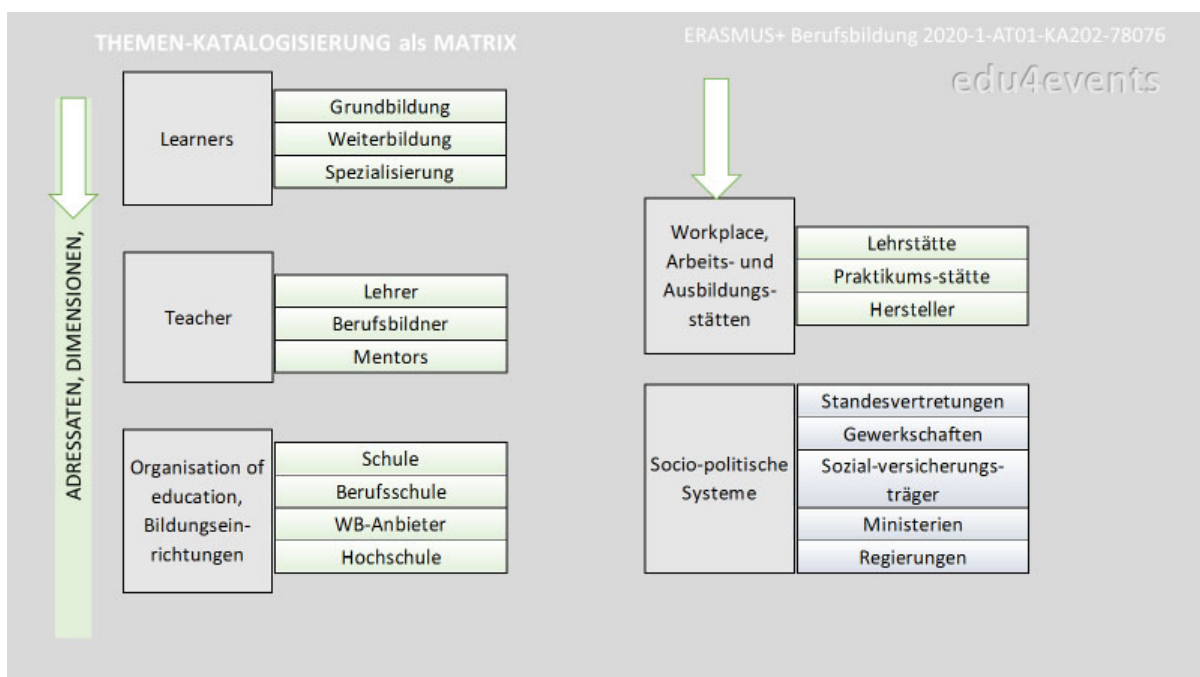 THEMEN-KATALOGISIERUNG als MATRIX
ERASMUS+ Berufsbildung 2020-1-AT01-KA202-78076
edu4events
ADRESSATEN, DIMENSIONEN,
Learners
Grundbildung
Weiterbildung
Spezialisierung
Teacher
Lehrer
Berufsbildner
Mentors
Organisation of
education,
Bildungsein-
richtungen
Schule
Berufsschule
WB-Anbieter
Hochschule
Workplace,
Arbeits- und
Ausbildungs-
stätten
Lehrstätte
Praktikums-stätte
Hersteller
Socio-politische
Systeme
Standesvertretungen
Gewerkschaften
Sozial-versicherungs-
träger
Ministerien
Regierungen